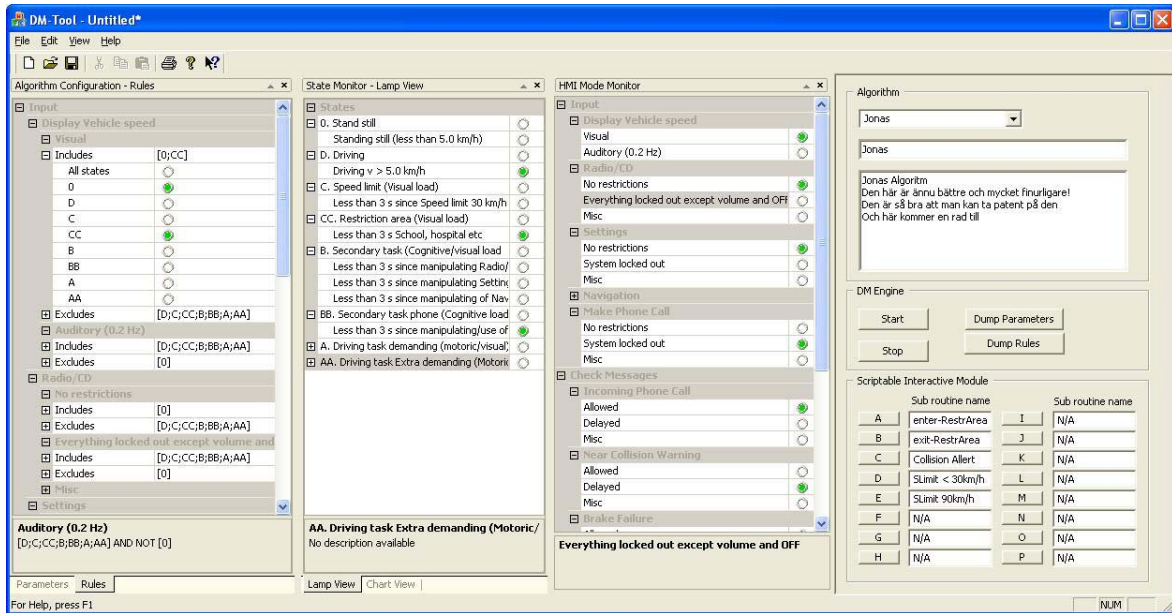 DM-Tool - Untitled*
File Edit View Help
Algorithm Configuration - Rules
Input
Display Vehicle speed
Visual
Includes [0;CC]
All states
0
D
C
CC
B
BB
A
AA
Excludes [D;C;CC;B;BB;A;AA]
Auditory (0.2 Hz)
Includes [D;C;CC;B;BB;A;AA]
Excludes [0]
Radio/CD
No restrictions
Includes [0]
Excludes [D;C;CC;B;BB;A;AA]
Everything locked out except volume and
Includes [D;C;CC;B;BB;A;AA]
Excludes [0]
Misc
Settings
Auditory (0.2 Hz)
[D;C;CC;B;BB;A;AA] AND NOT [0]
Parameters Rules
State Monitor - Lamp View
States
0. Stand still
Standing still (less than 5.0 km/h)
D. Driving
Driving v > 5.0 km/h
C. Speed limit (Visual load)
Less than 3 s since Speed limit 30 km/h
CC. Restriction area (Visual load)
Less than 3 s School, hospital etc
B. Secondary task (Cognitive/visual load
Less than 3 s since manipulating Radio/
Less than 3 s since manipulating Setting
Less than 3 s since manipulating of Nav
BB. Secondary task phone (Cognitive load
Less than 3 s since manipulating/use of
A. Driving task demanding (motoric/visual)
AA. Driving task Extra demanding (Motoric
AA. Driving task Extra demanding (Motoric/
No description available
Lamp View Chart View
HMI Mode Monitor
Input
Display Vehicle speed
Visual
Auditory (0.2 Hz)
Radio/CD
No restrictions
Everything locked out except volume and OFF
Misc
Settings
No restrictions
System locked out
Misc
Navigation
Make Phone Call
No restrictions
System locked out
Misc
Check Messages
Incoming Phone Call
Allowed
Delayed
Misc
Near Collision Warning
Allowed
Delayed
Misc
Brake Failure
Everything locked out except volume and OFF
Algorithm
Jonas
Jonas
Jonas Algoritm
Den här är ännu bättre och mycket finurligare!
Den är så bra att man kan ta patent på den
Och här kommer en rad till
DM Engine
Start Dump Parameters
Stop Dump Rules
Scriptable Interactive Module
Sub routine name Sub routine name
A enter-RestrArea I N/A
B exit-RestrArea J N/A
C Collision Allert K N/A
D SLimit < 30km/h L N/A
E SLimit 90km/h M N/A
F N/A N N/A
G N/A O N/A
H N/A P N/A
For Help, press F1 NUM